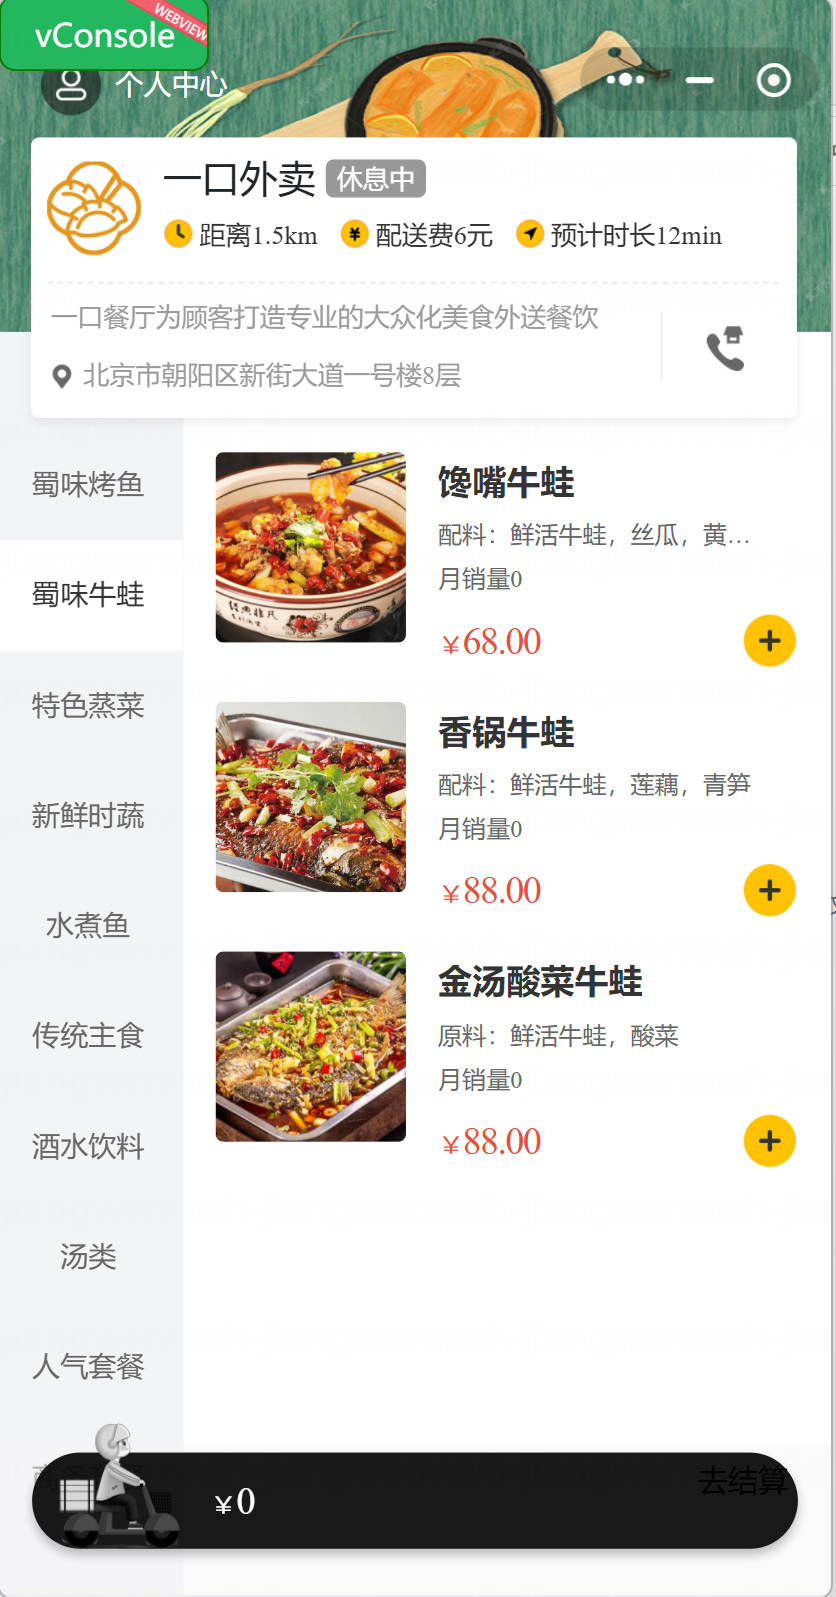 vConsole
WEBVIEW
个人中心
一口外卖 休息中
距离1.5km ¥ 配送费6元 预计时长12min
一口餐厅为顾客打造专业的大众化美食外送餐饮
北京市朝阳区新街大道一号楼8层
蜀味烤鱼
蜀味牛蛙
特色蒸菜
新鲜时蔬
水煮鱼
传统主食
酒水饮料
汤类
人气套餐
馋嘴牛蛙
配料：鲜活牛蛙，丝瓜，黄...
月销量0
¥68.00
香锅牛蛙
配料：鲜活牛蛙，莲藕，青笋
月销量0
¥88.00
金汤酸菜牛蛙
原料：鲜活牛蛙，酸菜
月销量0
¥88.00
¥0
去结算